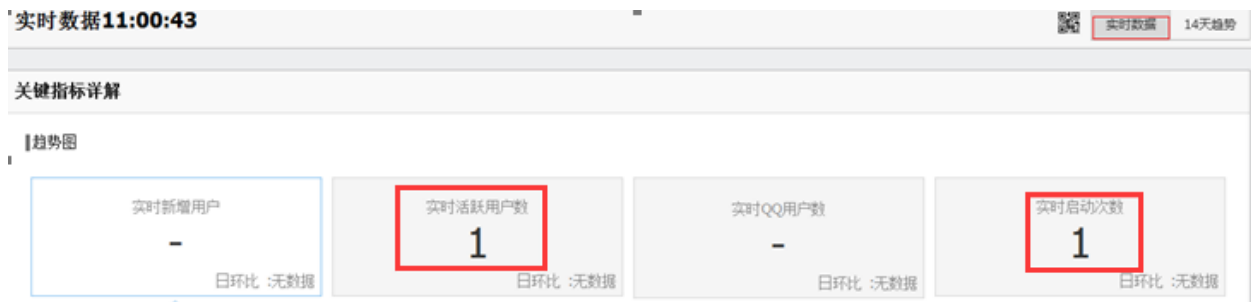 实时数据11:00:43
实时数据 14天趋势
关键指标详解
趋势图
实时新增用户
-
日环比 :无数据
实时活跃用户数
1
日环比 :无数据
实时QQ用户数
-
日环比 :无数据
实时启动次数
1
日环比 :无数据